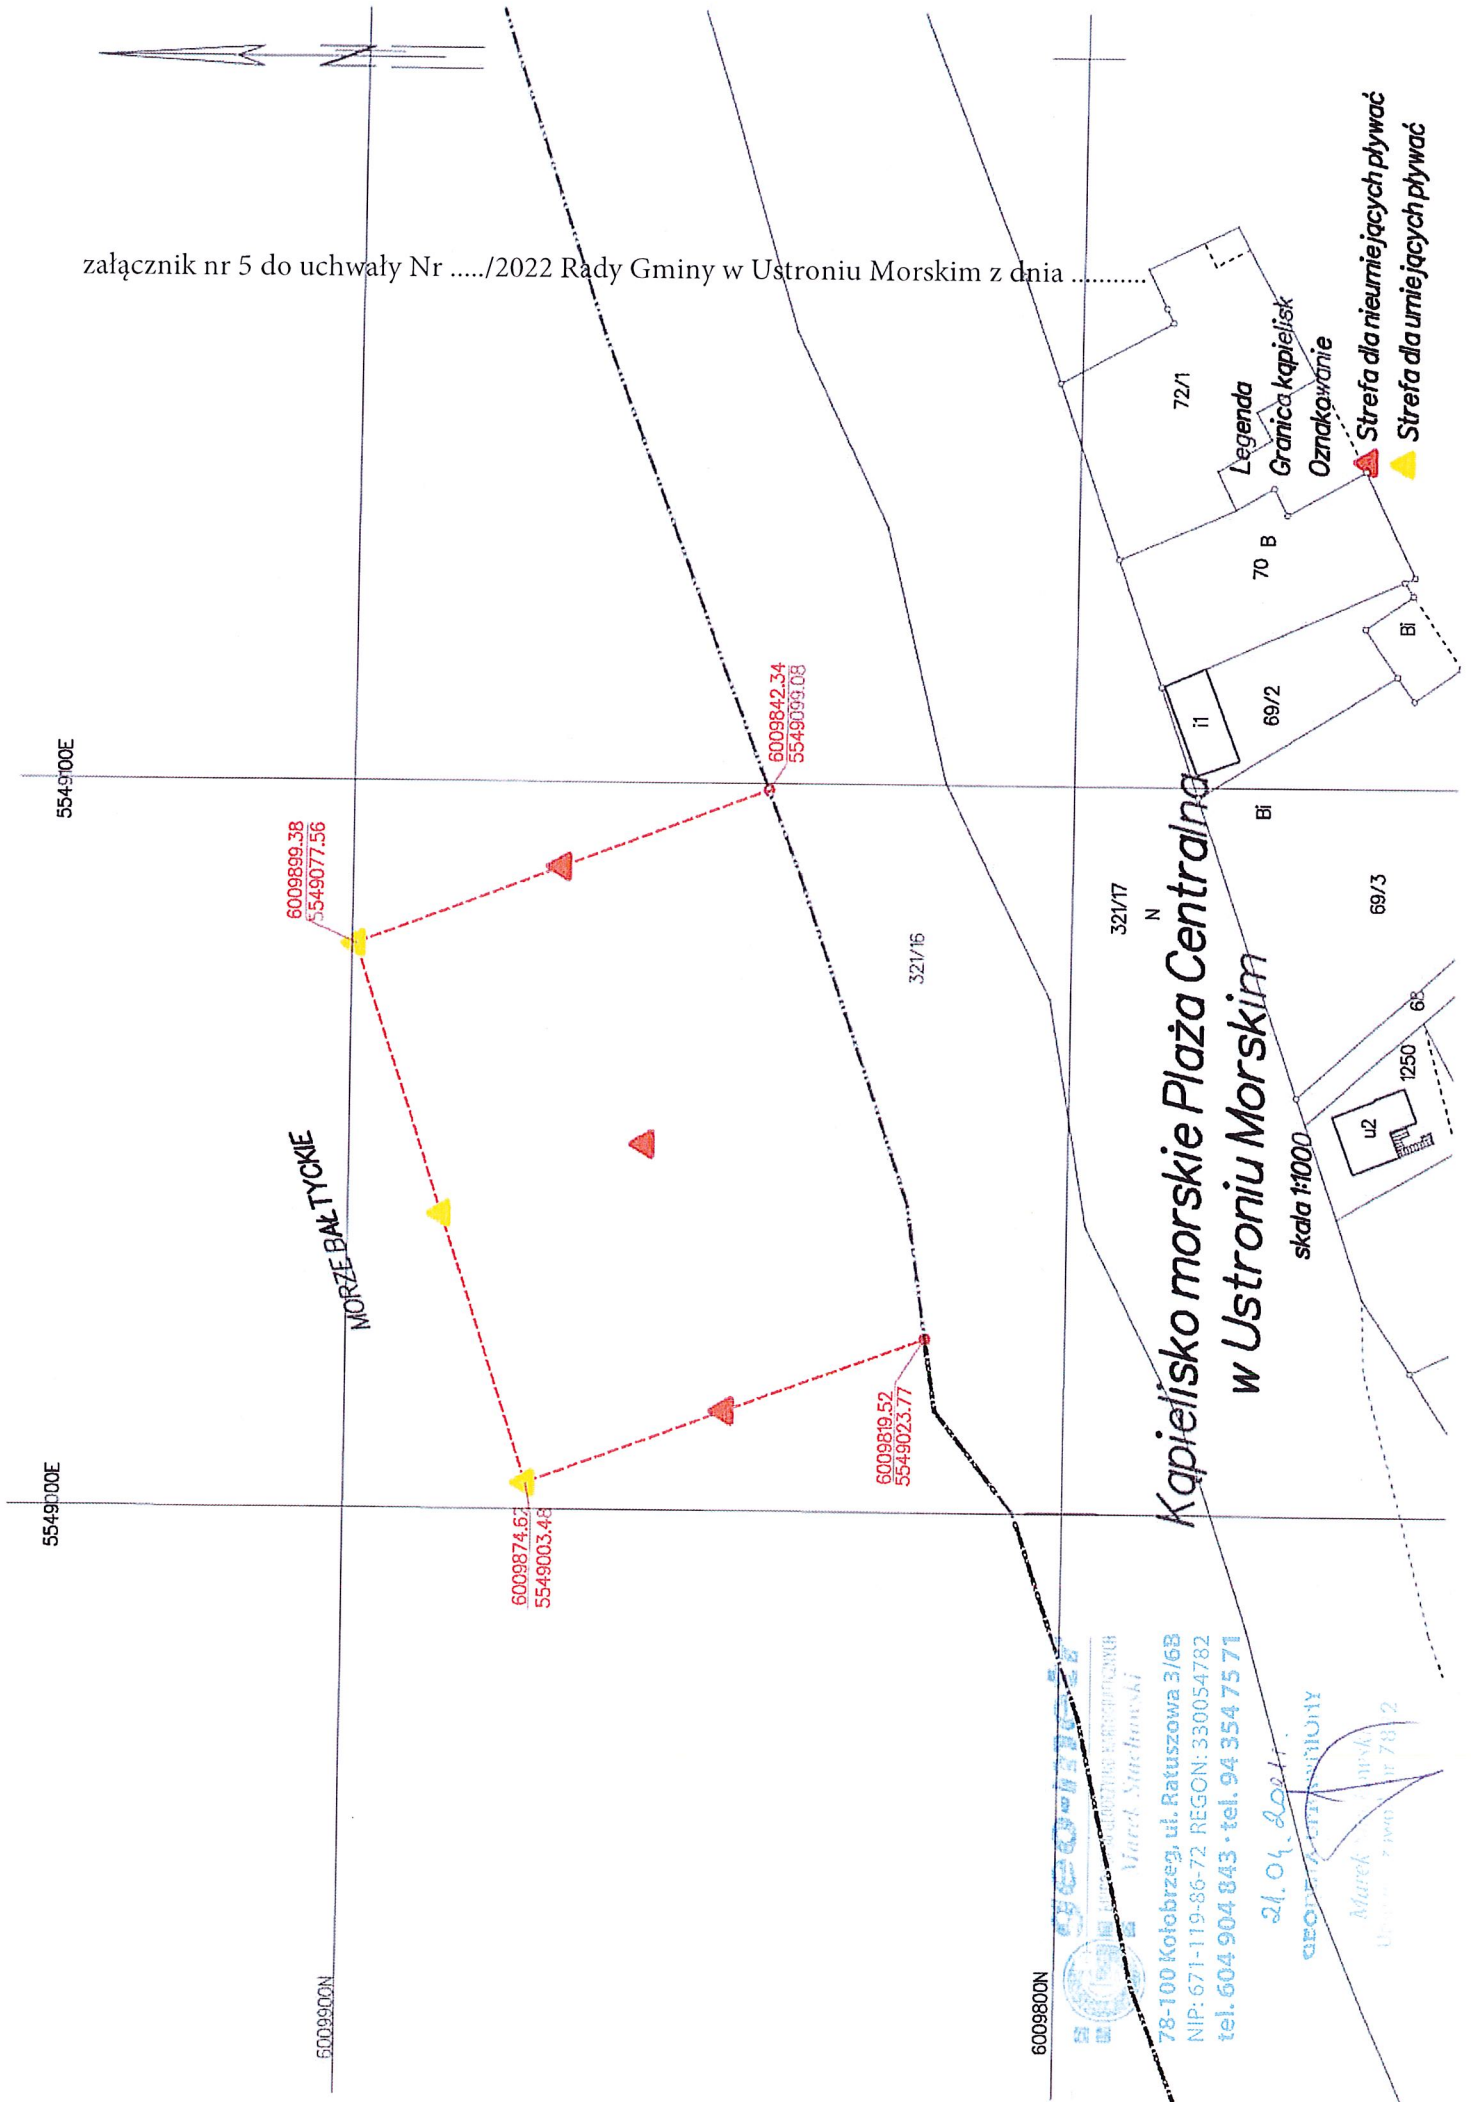 załącznik nr 5 do uchwały Nr ...../2022 Rady Gminy w Ustroniu Morskim z dnia ...........
N
5549000E
5549100E
6009900N
6009800N
MORZE BAŁTYCKIE
6009899.38
5549077.56
6009842.34
5549099.08
6009874.62
5549003.48
6009819.52
5549023.77
321/16
321/17
N
Bi
69/3
68
1250
u2
i1
69/2
Bi
70
B
72/1
Kąpielisko morskie Plaża Centralna
w Ustroniu Morskim
skala 1:1000
Legenda
Granica kąpielisk
Oznakowanie
Strefa dla nieumiejących pływać
Strefa dla umiejących pływać
Marek
78-100 Kołobrzeg, ul. Ratuszowa 3/6B
NIP: 671-119-86-72 REGON: 330054782
tel. 604 904 843 · tel. 94 354 75 71
GEODETA
Marek